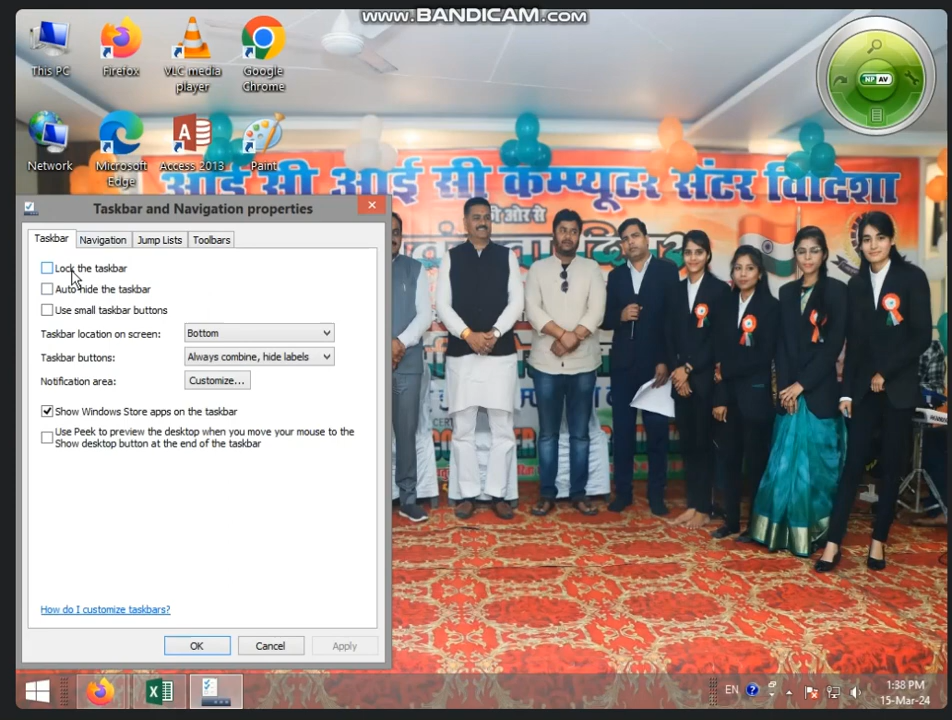 www.BANDICAM.com
This PC
Firefox
VLC media
player
Google
Chrome
NP AV
Network
Microsoft
Edge
Access 2013
Paint
आई सी आई सी कम्प्यूटर सेंटर विदिशा
की ओर से
Taskbar and Navigation properties
Taskbar
Navigation
Jump Lists
Toolbars
Lock the taskbar
Auto-hide the taskbar
Use small taskbar buttons
Taskbar location on screen:
Bottom
Taskbar buttons:
Always combine, hide labels
Notification area:
Customize...
Show Windows Store apps on the taskbar
Use Peek to preview the desktop when you move your mouse to the
Show desktop button at the end of the taskbar
How do I customize taskbars?
OK
Cancel
Apply
EN
1:38 PM
15-Mar-24